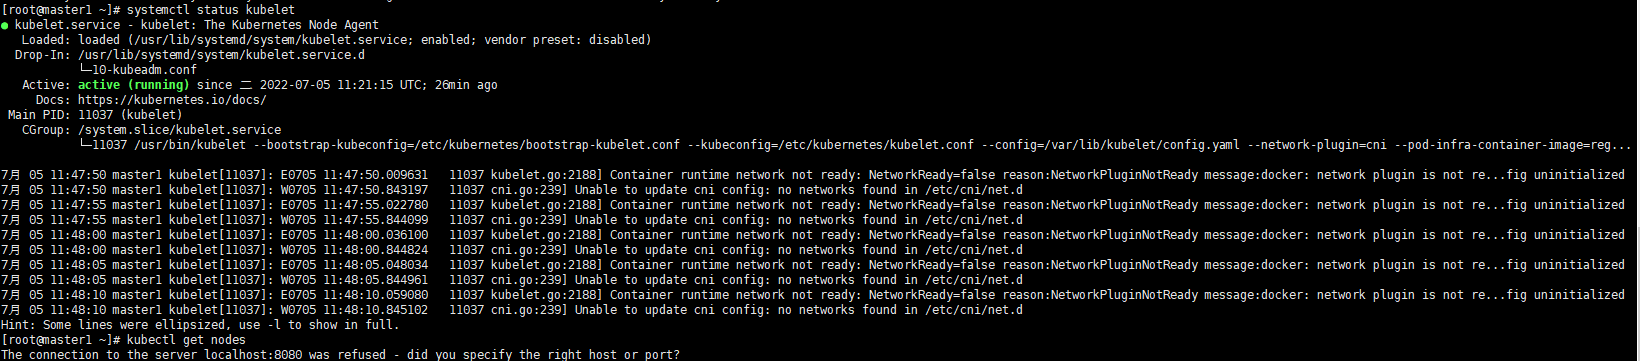 [root@master1 ~]# systemctl status kubelet
● kubelet.service - kubelet: The Kubernetes Node Agent
   Loaded: loaded (/usr/lib/systemd/system/kubelet.service; enabled; vendor preset: disabled)
  Drop-In: /usr/lib/systemd/system/kubelet.service.d
           └─10-kubeadm.conf
   Active: active (running) since 二 2022-07-05 11:21:15 UTC; 26min ago
     Docs: https://kubernetes.io/docs/
 Main PID: 11037 (kubelet)
   CGroup: /system.slice/kubelet.service
           └─11037 /usr/bin/kubelet --bootstrap-kubeconfig=/etc/kubernetes/bootstrap-kubelet.conf --kubeconfig=/etc/kubernetes/kubelet.conf --config=/var/lib/kubelet/config.yaml --network-plugin=cni --pod-infra-container-image=reg...

7月 05 11:47:50 master1 kubelet[11037]: E0705 11:47:50.009631   11037 kubelet.go:2188] Container runtime network not ready: NetworkReady=false reason:NetworkPluginNotReady message:docker: network plugin is not re...fig uninitialized
7月 05 11:47:50 master1 kubelet[11037]: W0705 11:47:50.843197   11037 cni.go:239] Unable to update cni config: no networks found in /etc/cni/net.d
7月 05 11:47:55 master1 kubelet[11037]: E0705 11:47:55.022780   11037 kubelet.go:2188] Container runtime network not ready: NetworkReady=false reason:NetworkPluginNotReady message:docker: network plugin is not re...fig uninitialized
7月 05 11:47:55 master1 kubelet[11037]: W0705 11:47:55.844099   11037 cni.go:239] Unable to update cni config: no networks found in /etc/cni/net.d
7月 05 11:48:00 master1 kubelet[11037]: E0705 11:48:00.036100   11037 kubelet.go:2188] Container runtime network not ready: NetworkReady=false reason:NetworkPluginNotReady message:docker: network plugin is not re...fig uninitialized
7月 05 11:48:00 master1 kubelet[11037]: W0705 11:48:00.844824   11037 cni.go:239] Unable to update cni config: no networks found in /etc/cni/net.d
7月 05 11:48:05 master1 kubelet[11037]: E0705 11:48:05.048034   11037 kubelet.go:2188] Container runtime network not ready: NetworkReady=false reason:NetworkPluginNotReady message:docker: network plugin is not re...fig uninitialized
7月 05 11:48:05 master1 kubelet[11037]: W0705 11:48:05.844961   11037 cni.go:239] Unable to update cni config: no networks found in /etc/cni/net.d
7月 05 11:48:10 master1 kubelet[11037]: E0705 11:48:10.059080   11037 kubelet.go:2188] Container runtime network not ready: NetworkReady=false reason:NetworkPluginNotReady message:docker: network plugin is not re...fig uninitialized
7月 05 11:48:10 master1 kubelet[11037]: W0705 11:48:10.845102   11037 cni.go:239] Unable to update cni config: no networks found in /etc/cni/net.d
Hint: Some lines were ellipsized, use -l to show in full.
[root@master1 ~]# kubectl get nodes
The connection to the server localhost:8080 was refused - did you specify the right host or port?